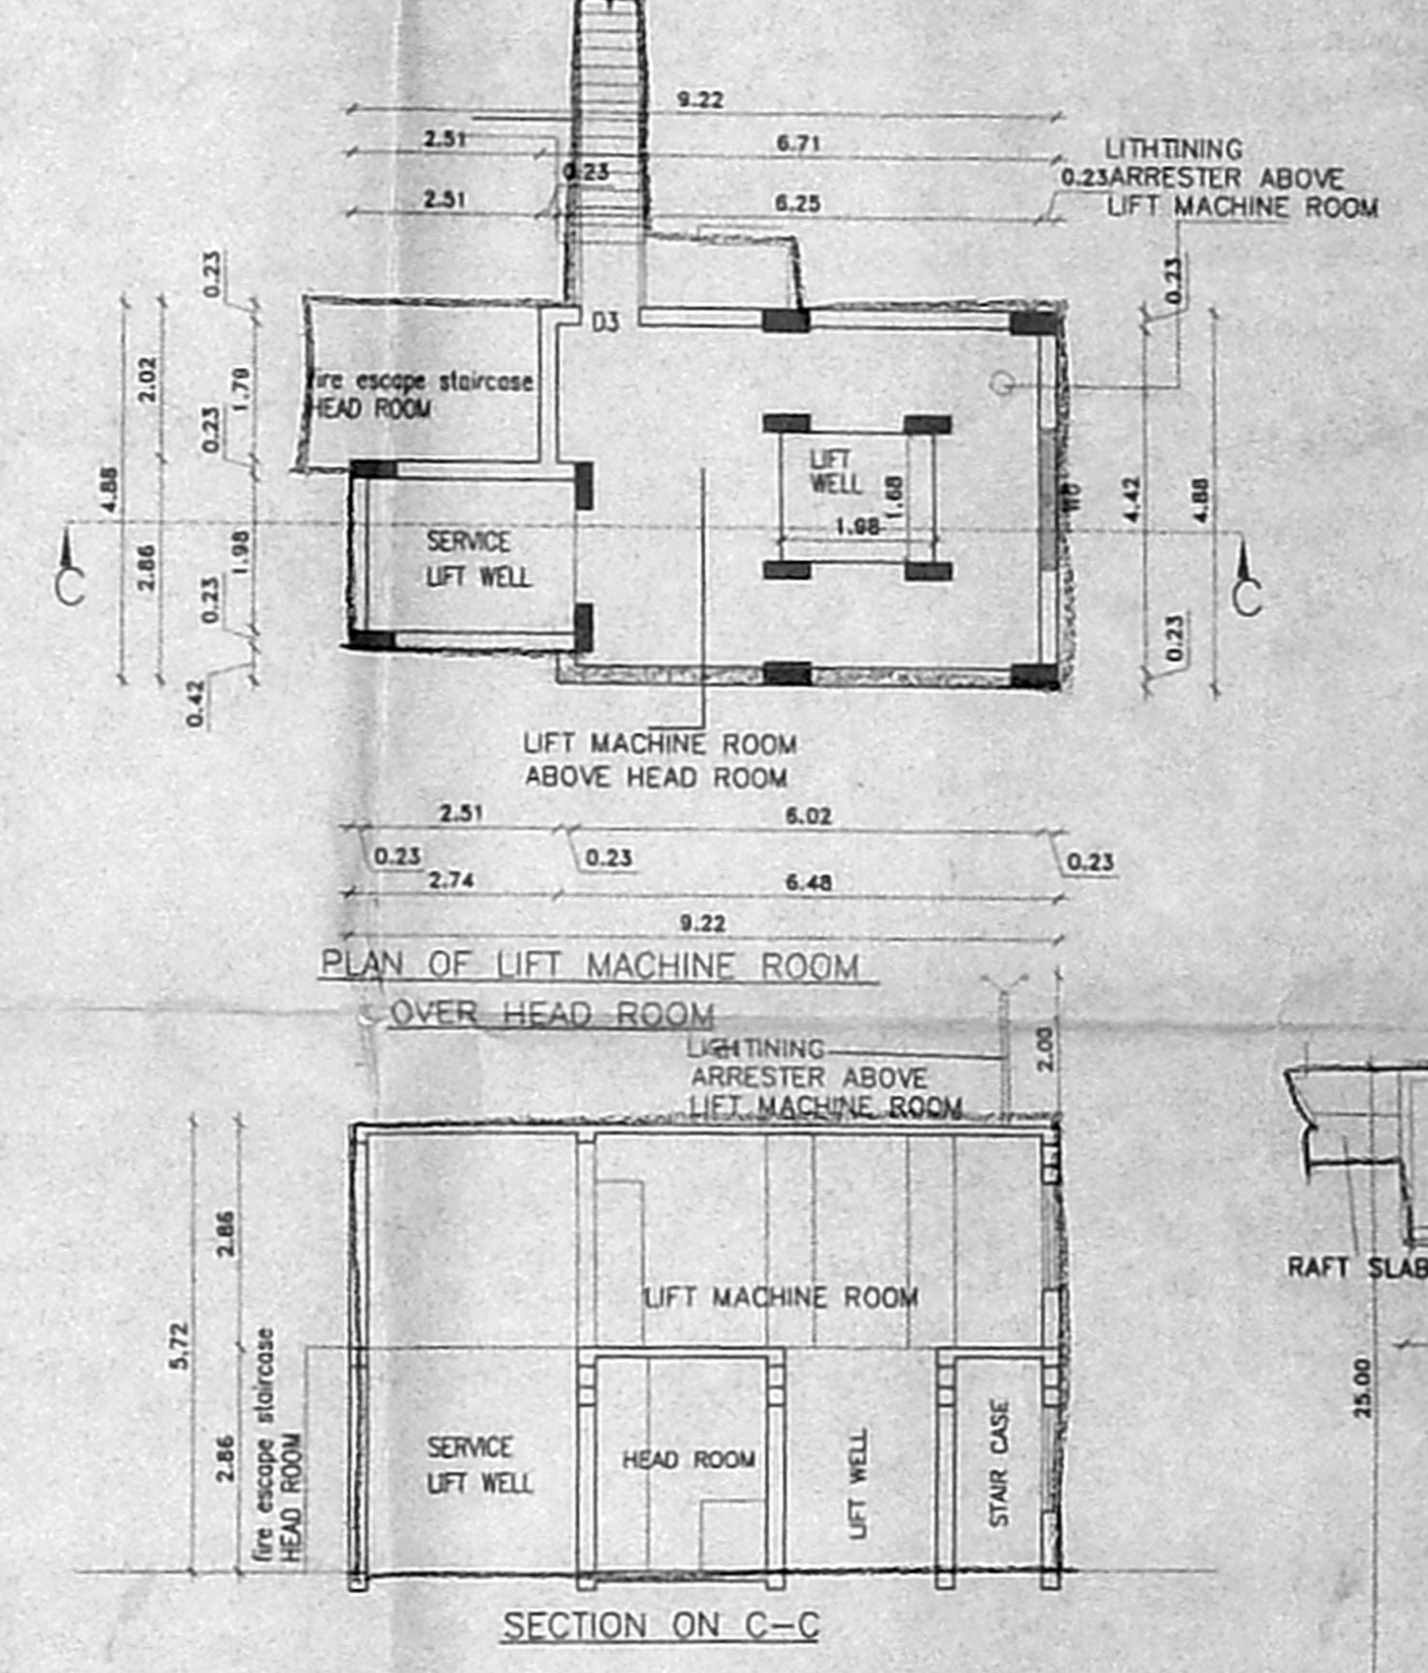 9.22
2.51
6.71
0.23
2.51
6.25
LITHTINING
0.23ARRESTER ABOVE
LIFT MACHINE ROOM
0.23
0.23
D3
2.02
1.78
fire escape staircase
HEAD ROOM
0.23
4.88
LIFT
WELL
1.68
1.98
4.42
4.88
SERVICE
LIFT WELL
1.98
2.86
0.23
C
C
0.23
0.42
LIFT MACHINE ROOM
ABOVE HEAD ROOM
2.51
6.02
0.23
0.23
0.23
2.74
6.48
9.22
PLAN OF LIFT MACHINE ROOM
OVER HEAD ROOM
LIGHTINING
ARRESTER ABOVE
LIFT MACHINE ROOM
2.00
2.86
5.72
LIFT MACHINE ROOM
RAFT SLAB
25.00
fire escape staircase
HEAD ROOM
2.86
SERVICE
LIFT WELL
HEAD ROOM
LIFT WELL
STAIR CASE
SECTION ON C-C